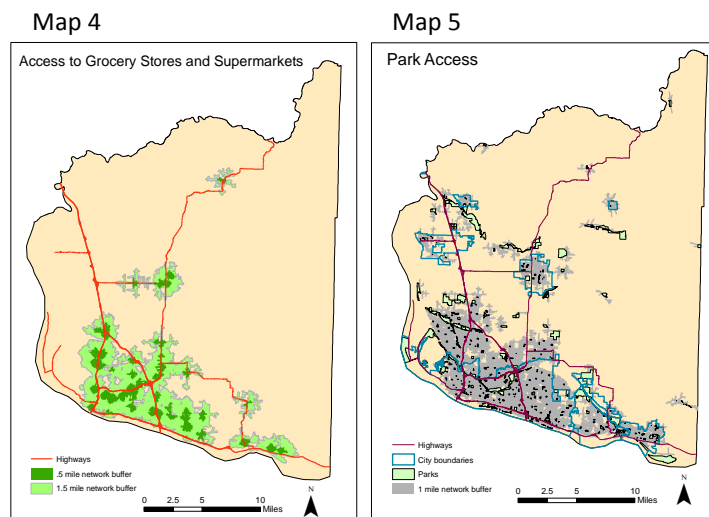 Map 4
Access to Grocery Stores and Supermarkets
Highways
.5 mile network buffer
1.5 mile network buffer
0 2.5 5 10
Miles
N
Map 5
Park Access
Highways
City boundaries
Parks
1 mile network buffer
0 2.5 5 10
Miles
N